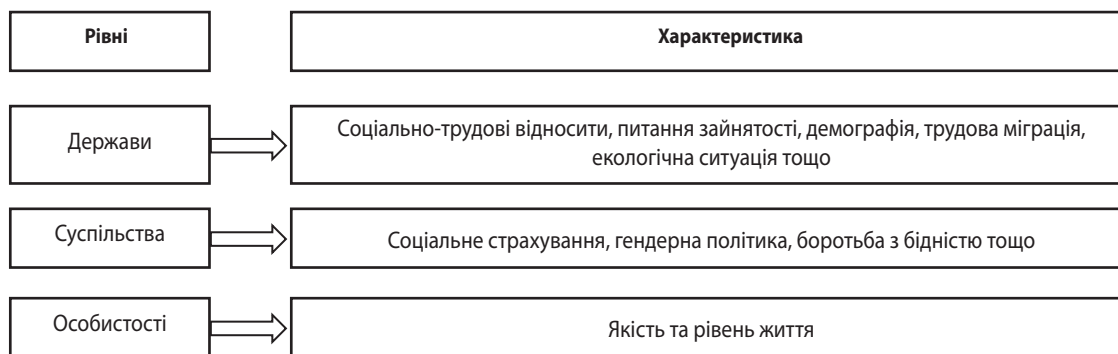 Рівні
Характеристика
Держави
Соціально-трудові відносити, питання зайнятості, демографія, трудова міграція,
екологічна ситуація тощо
Суспільства
Соціальне страхування, гендерна політика, боротьба з бідністю тощо
Особистості
Якість та рівень життя